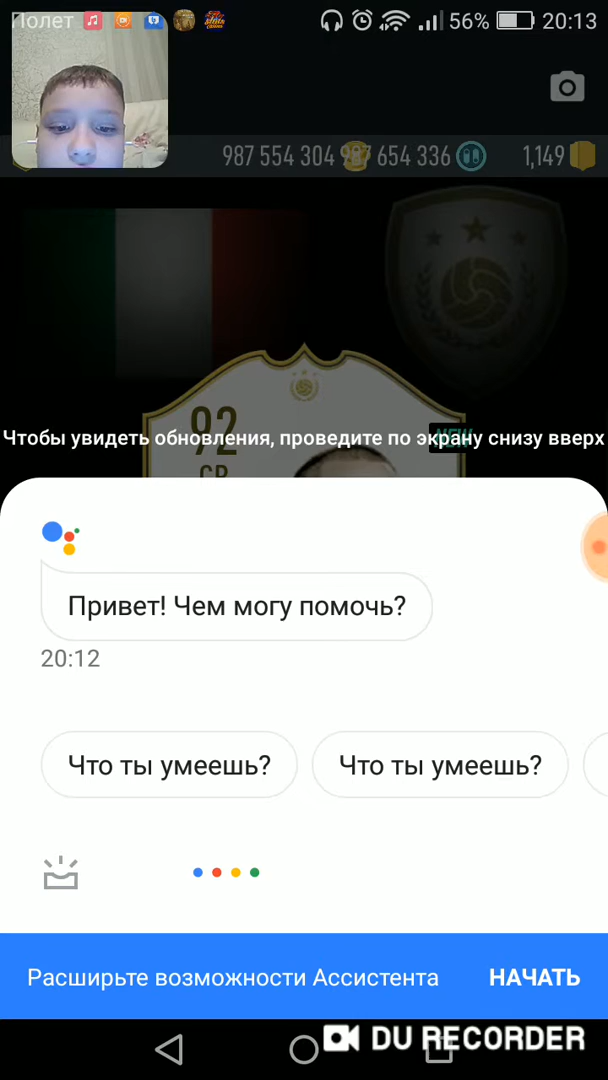 Полет 56% 20:13
987 554 304 987 654 336 1,149
92
NEW
Чтобы увидеть обновления, проведите по экрану снизу вверх
Привет! Чем могу помочь?
20:12
Что ты умеешь? Что ты умеешь?
Расширьте возможности Ассистента НАЧАТЬ
DU RECORDER